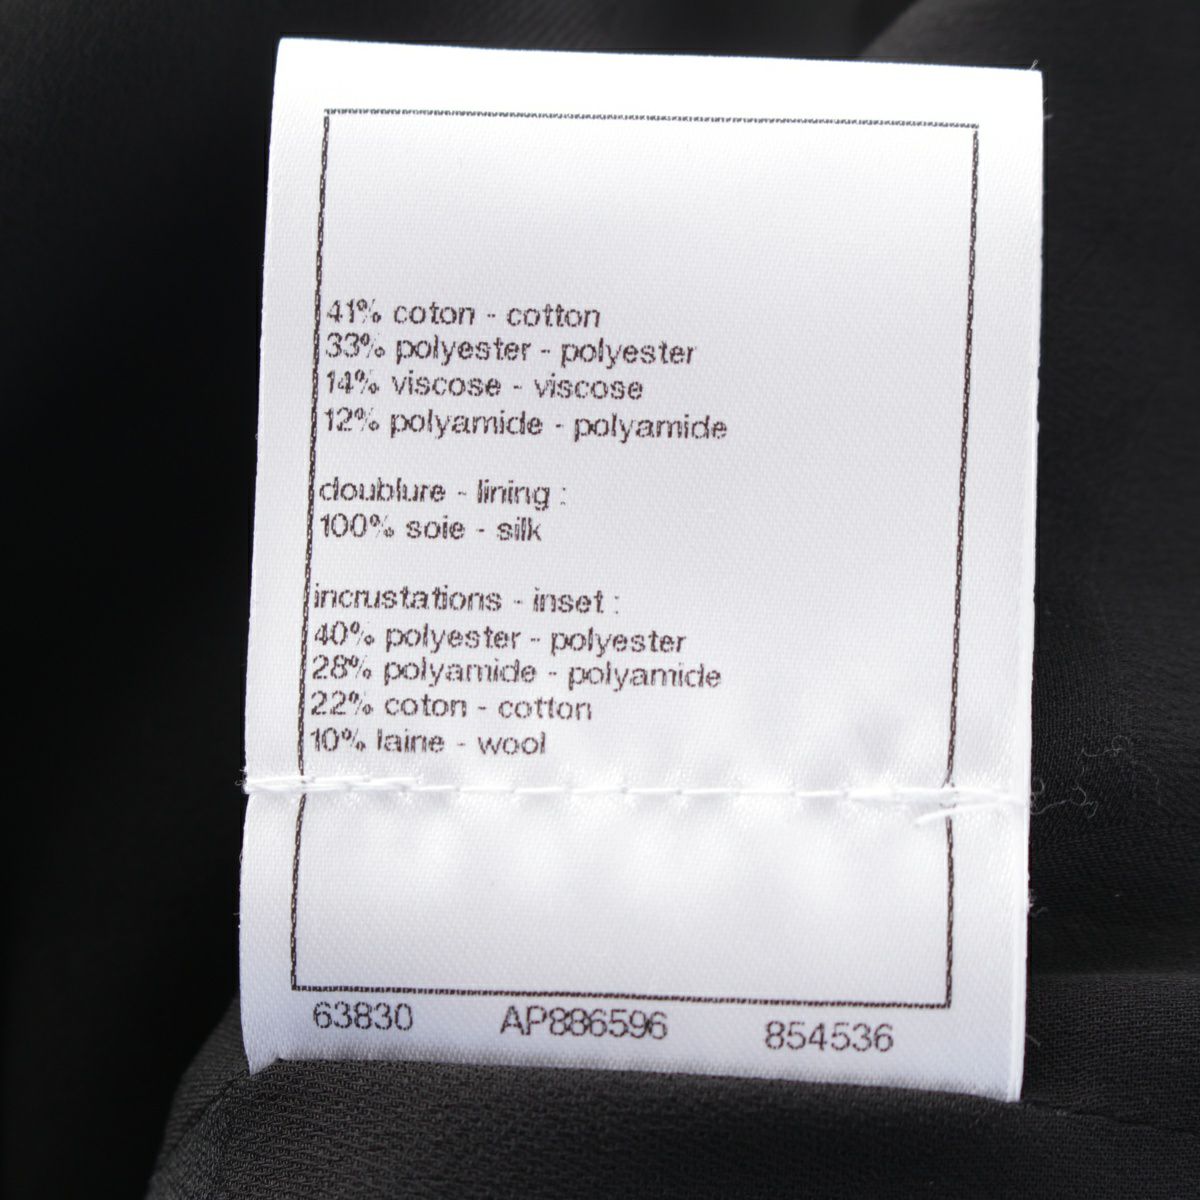 41% coton - cotton
33% polyester - polyester
14% viscose - viscose
12% polyamide - polyamide
doublure - lining :
100% soie - silk
incrustations - inset :
40% polyester - polyester
28% polyamide - polyamide
22% coton - cotton
10% laine - wool
63830 AP886596 854536